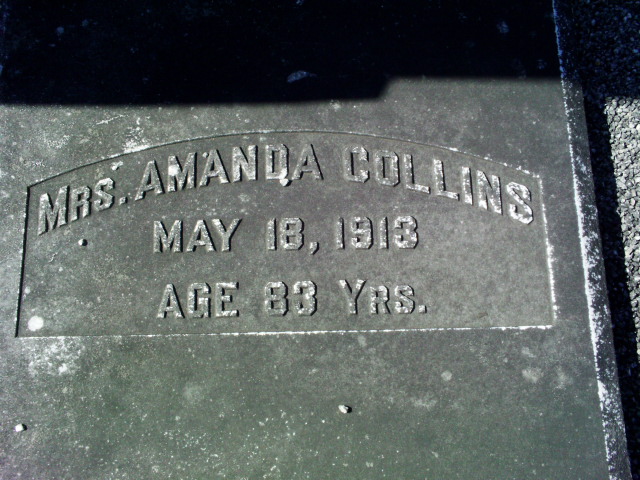 MRS. AMANDA COLLINS
MAY 18, 1913
AGE 83 YRS.